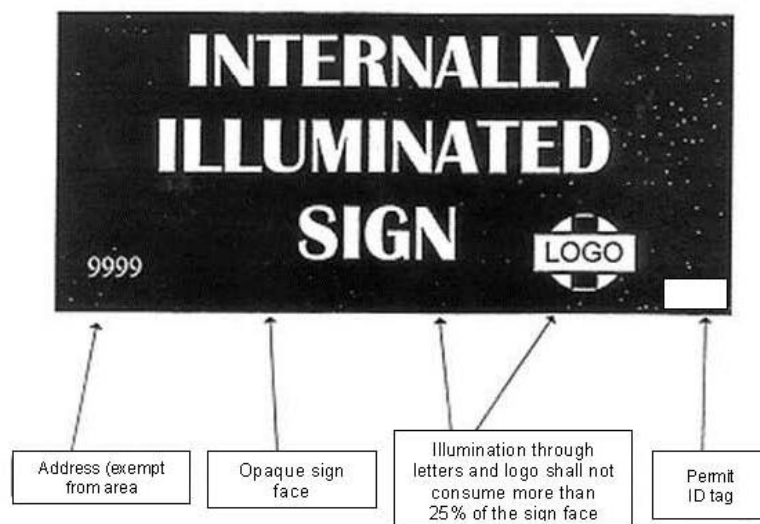 INTERNALLY
ILLUMINATED
SIGN
9999
LOGO
Address (exempt
from area
Opaque sign
face
Illumination through
letters and logo shall not
consume more than
25% of the sign face
Permit
ID tag